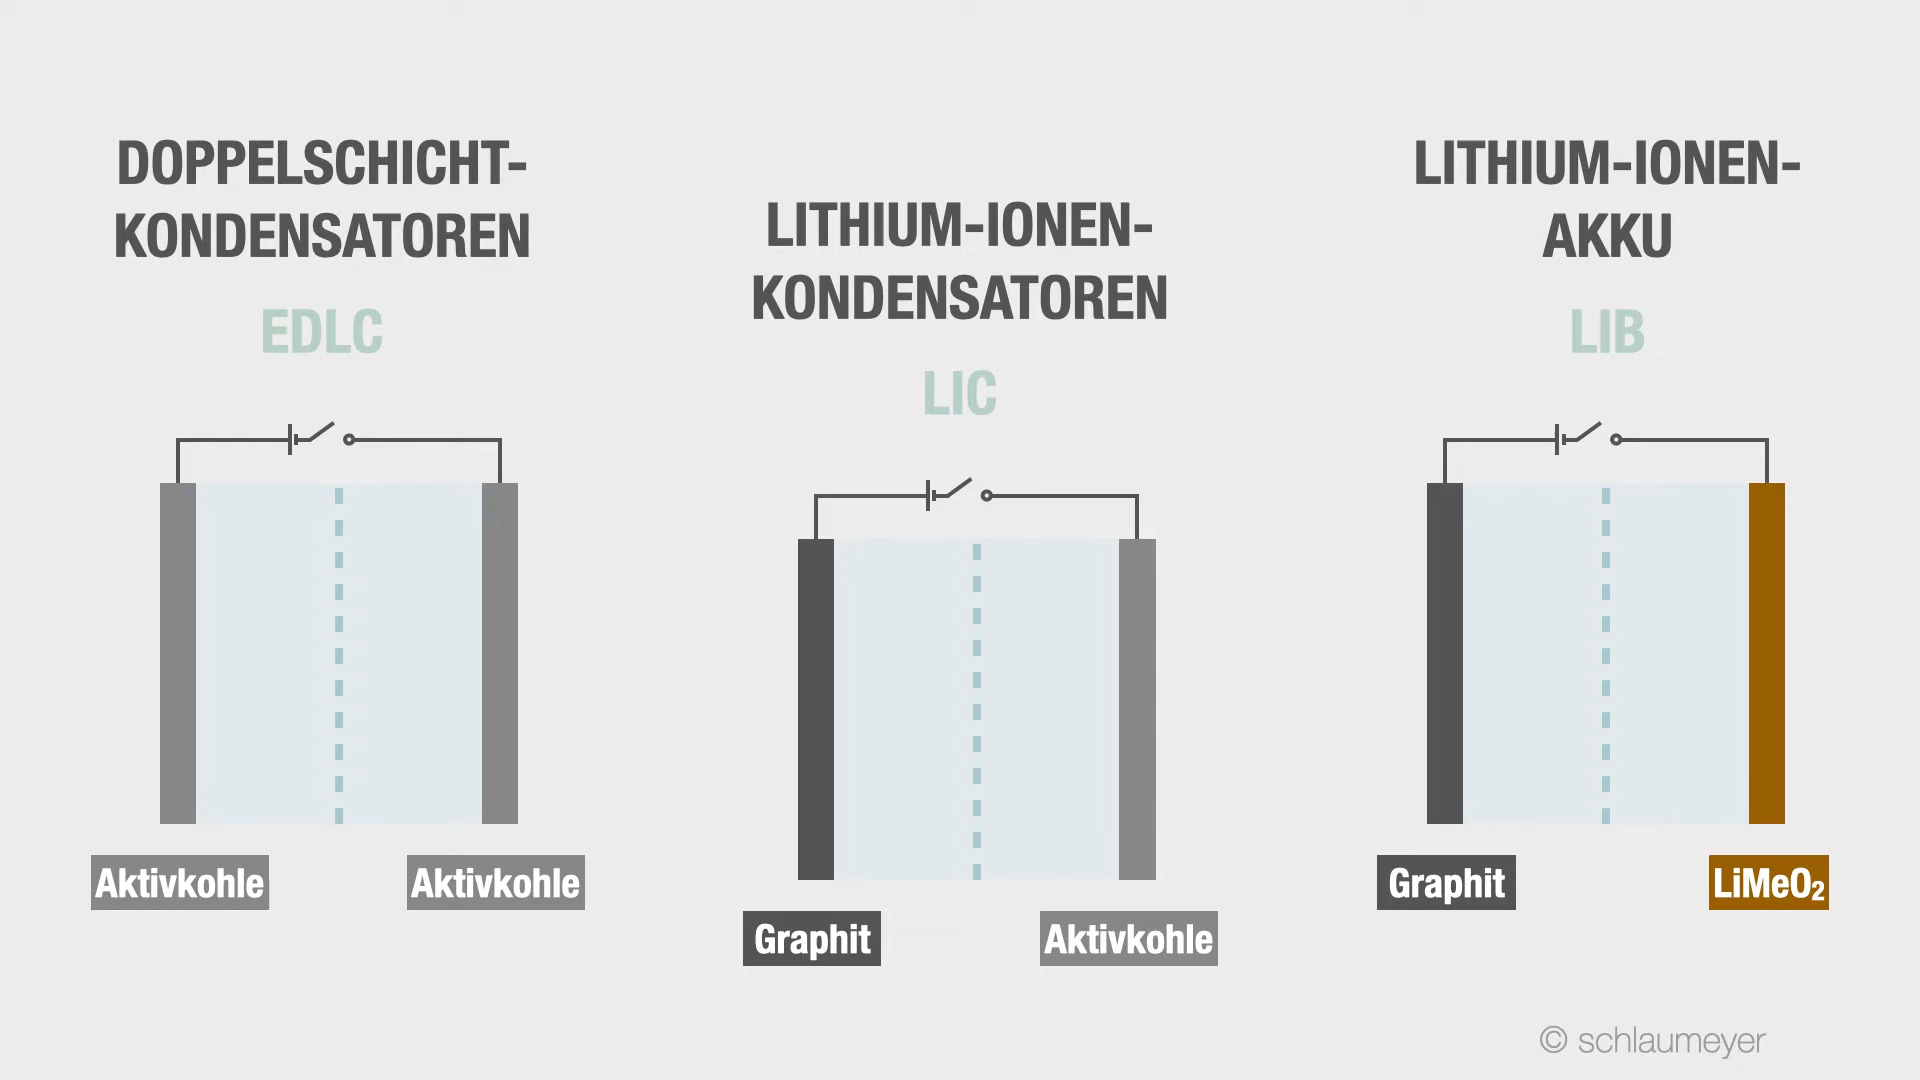 DOPPELSCHICHT-
KONDENSATOREN
EDLC
Aktivkohle
Aktivkohle
LITHIUM-IONEN-
KONDENSATOREN
LIC
Graphit
Aktivkohle
LITHIUM-IONEN-
AKKU
LIB
Graphit
LiMeO₂
© schlaumeyer